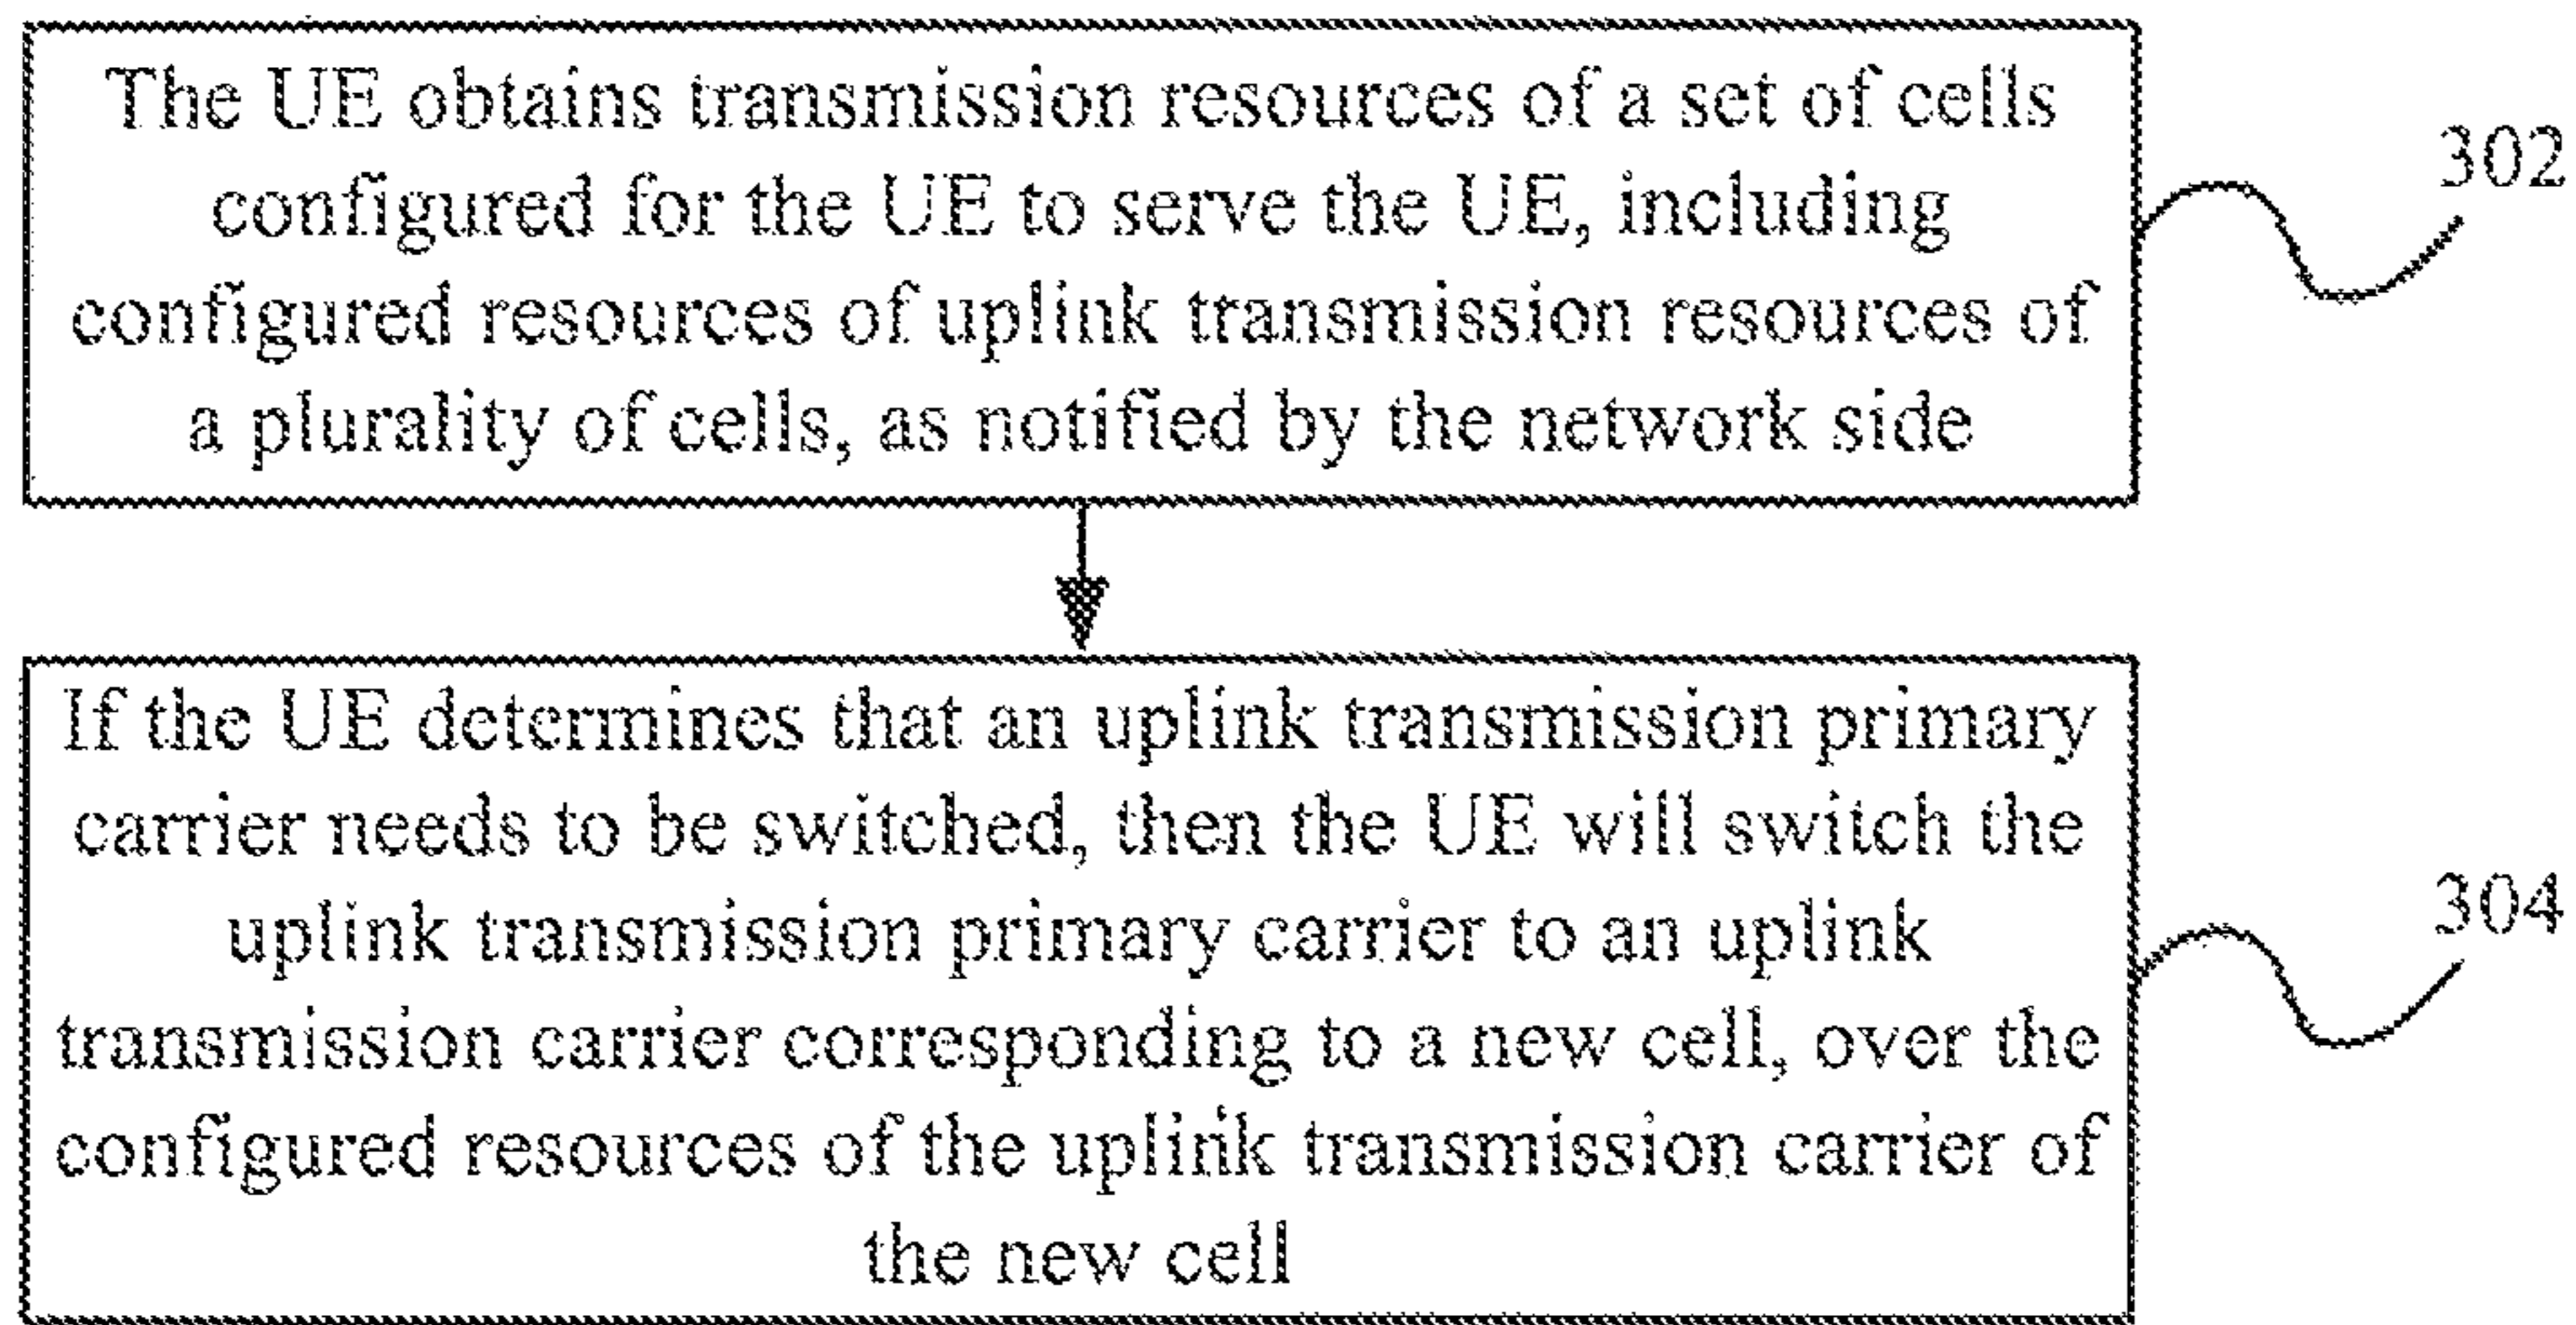 The UE obtains transmission resources of a set of cells
configured for the UE to serve the UE, including
configured resources of uplink transmission resources of
a plurality of cells, as notified by the network side
302
If the UE determines that an uplink transmission primary
carrier needs to be switched, then the UE will switch the
uplink transmission primary carrier to an uplink
transmission carrier corresponding to a new cell, over the
configured resources of the uplink transmission carrier of
the new cell
304